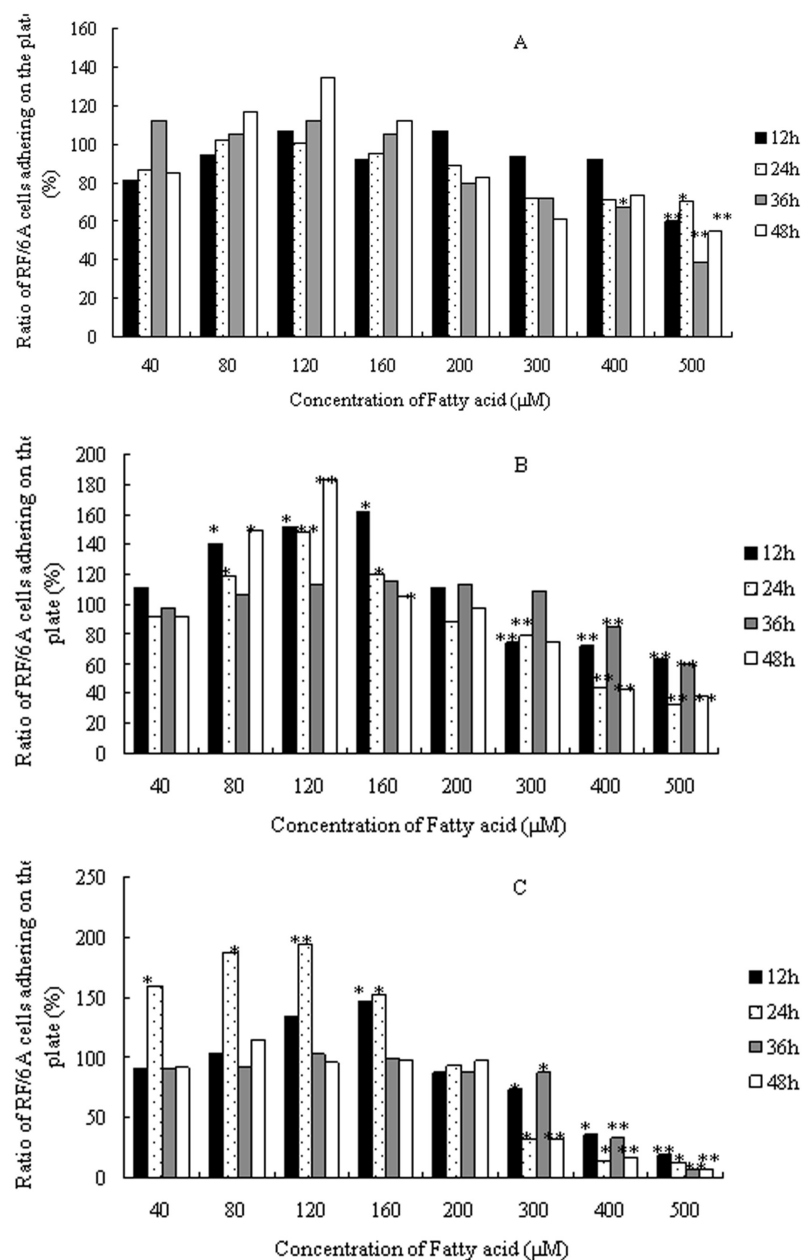 A
Ratio of RF/6A cells adhering on the plate
(%)
160
140
120
100
80
60
40
20
0
*
**
*
**
**
40 80 120 160 200 300 400 500
Concentration of Fatty acid (μM)
12h
24h
36h
48h
B
Ratio of RF/6A cells adhering on the
plate (%)
200
180
160
140
120
100
80
60
40
20
0
* * *
* ** **
* * *
** **
** ** ** **
** ** ** **
40 80 120 160 200 300 400 500
Concentration of Fatty acid (μM)
12h
24h
36h
48h
C
Ratio of RF/6A cells adhering on the
plate (%)
250
200
150
100
50
0
*
*
**
* *
* * * **
* * ** **
** * ** **
40 80 120 160 200 300 400 500
Concentration of Fatty acid (μM)
12h
24h
36h
48h